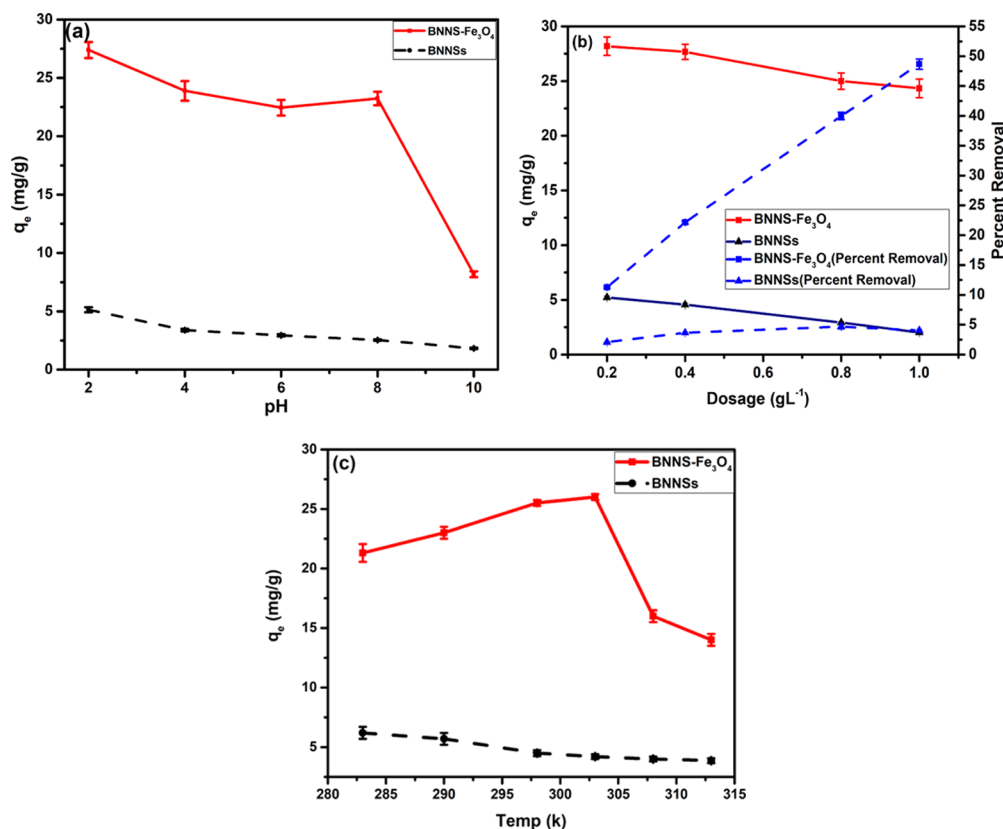 (a)
BNNS-Fe₃O₄
BNNSs
30
25
20
15
10
5
0
qₑ (mg/g)
2 4 6 8 10
pH
(b)
30
25
20
15
10
5
0
qₑ (mg/g)
BNNS-Fe₃O₄
BNNSs
BNNS-Fe₃O₄(Percent Removal)
BNNSs(Percent Removal)
55
50
45
40
35
30
25
20
15
10
5
0
Percent Removal
0.2 0.4 0.6 0.8 1.0
Dosage (gL⁻¹)
(c)
BNNS-Fe₃O₄
BNNSs
30
25
20
15
10
5
qₑ (mg/g)
280 285 290 295 300 305 310 315
Temp (k)